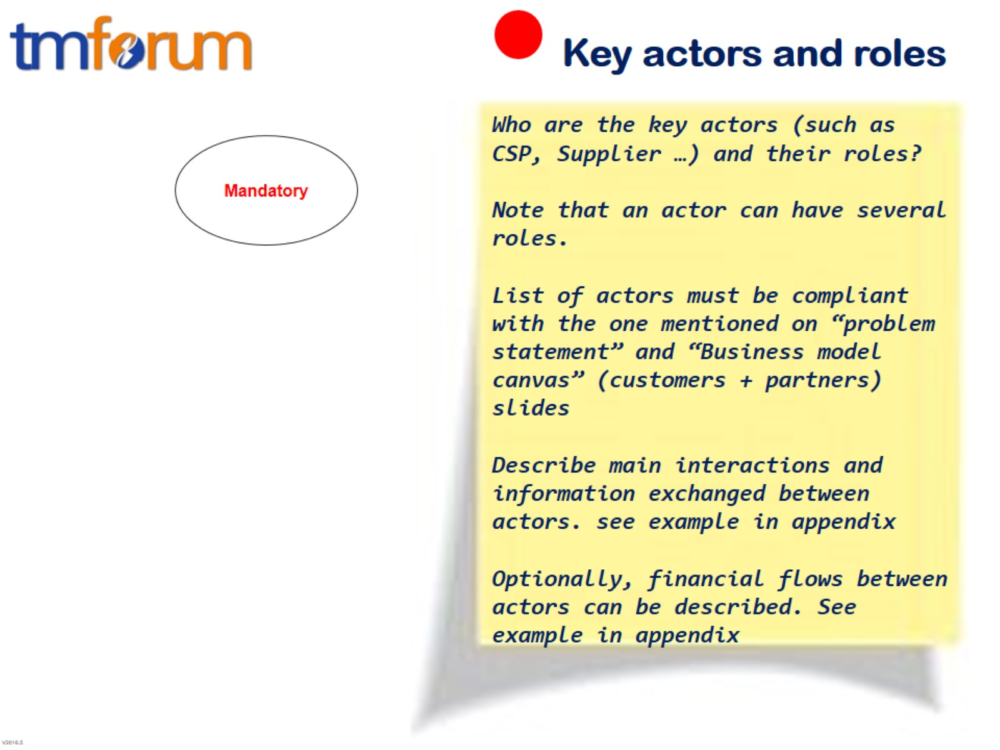 tmforum
Key actors and roles
Mandatory
Who are the key actors (such as
CSP, Supplier …) and their roles?
Note that an actor can have several
roles.
List of actors must be compliant
with the one mentioned on “problem
statement” and “Business model
canvas” (customers + partners)
slides
Describe main interactions and
information exchanged between
actors. see example in appendix
Optionally, financial flows between
actors can be described. See
example in appendix
V2016.5